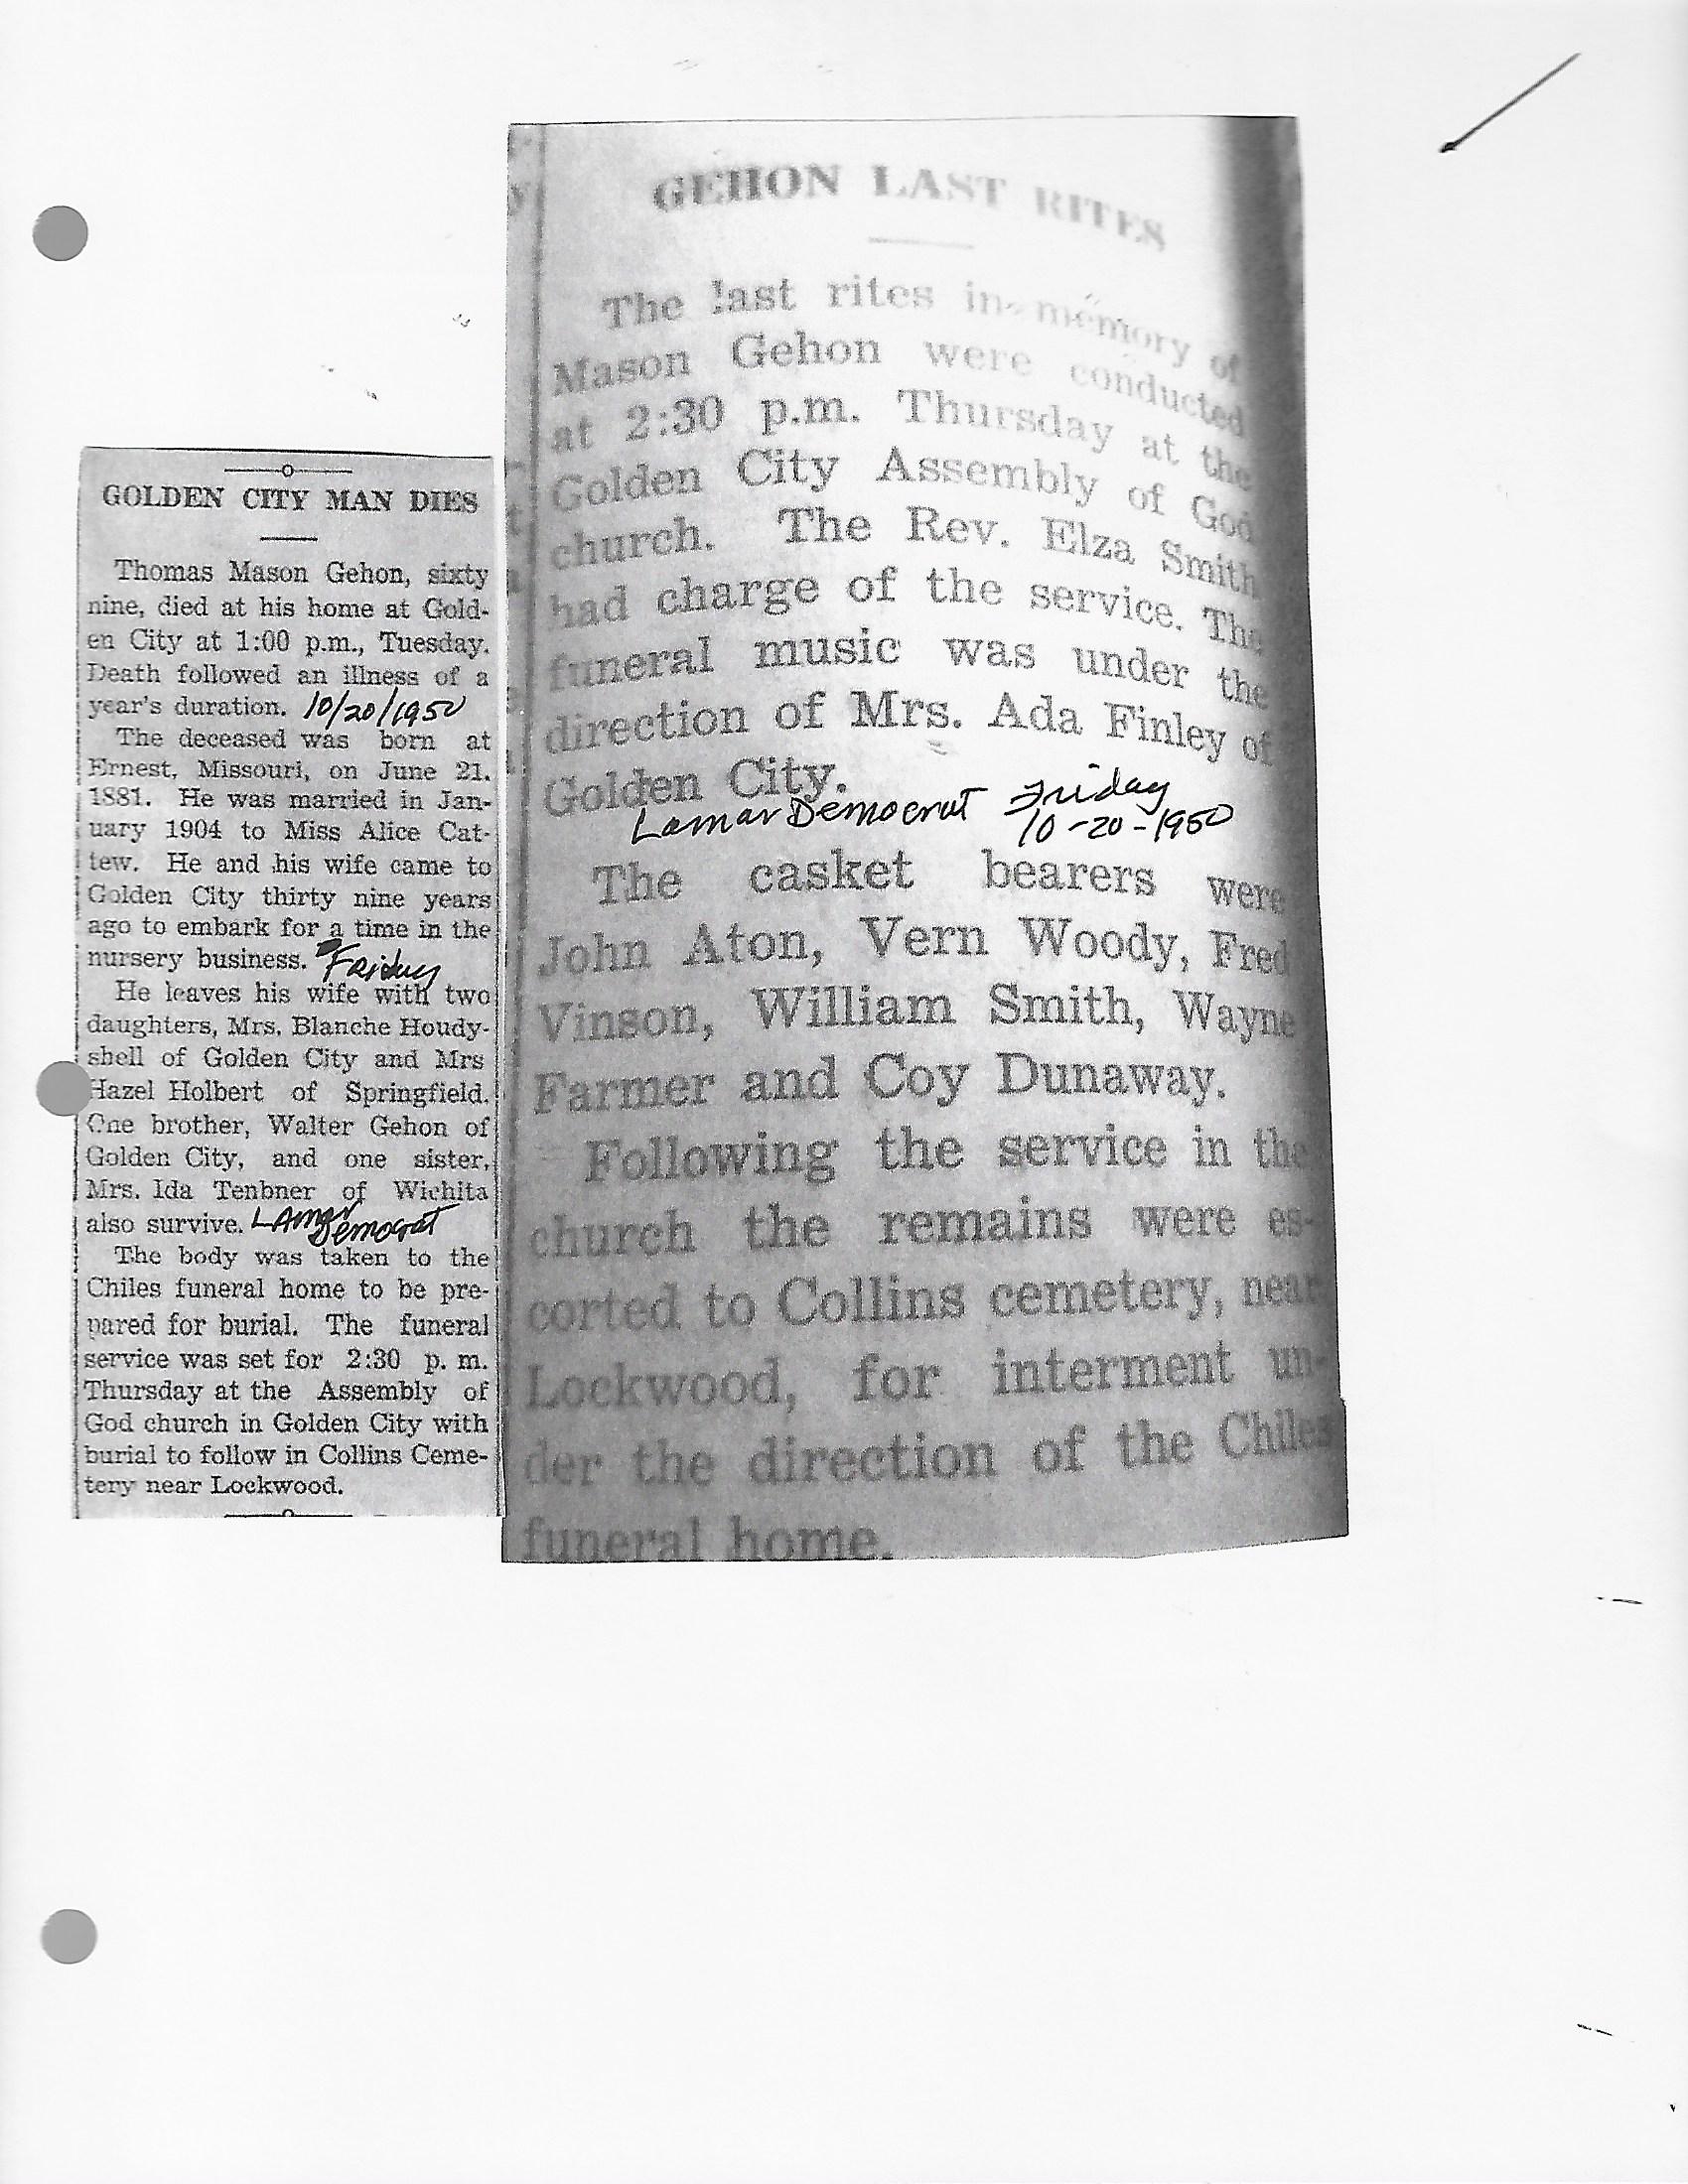 GOLDEN CITY MAN DIES
Thomas Mason Gehon, sixty
nine, died at his home at Gold-
en City at 1:00 p.m., Tuesday.
Death followed an illness of a
year's duration. 10/20/1950
The deceased was born at
Ernest, Missouri, on June 21.
1881. He was married in Jan-
uary 1904 to Miss Alice Cat-
tew. He and his wife came to
Golden City thirty nine years
ago to embark for a time in the
nursery business. Friday
He leaves his wife with two
daughters, Mrs. Blanche Houdy-
shell of Golden City and Mrs
Hazel Holbert of Springfield.
One brother, Walter Gehon of
Golden City, and one sister,
Mrs. Ida Tenbner of Wichita
also survive. Lamar Democrat
The body was taken to the
Chiles funeral home to be pre-
pared for burial. The funeral
service was set for 2:30 p. m.
Thursday at the Assembly of
God church in Golden City with
burial to follow in Collins Ceme-
tery near Lockwood.
GEHON LAST RITES
The last rites in memory of
Mason Gehon were conducted
at 2:30 p.m. Thursday at the
Golden City Assembly of God
church. The Rev. Elza Smith
had charge of the service. The
funeral music was under the
direction of Mrs. Ada Finley of
Golden City.
Lamar Democrat Friday
10-20-1950
The casket bearers were
John Aton, Vern Woody, Fred
Vinson, William Smith, Wayne
Farmer and Coy Dunaway.
Following the service in the
church the remains were es-
corted to Collins cemetery, near
Lockwood, for interment un-
der the direction of the Chiles
funeral home.